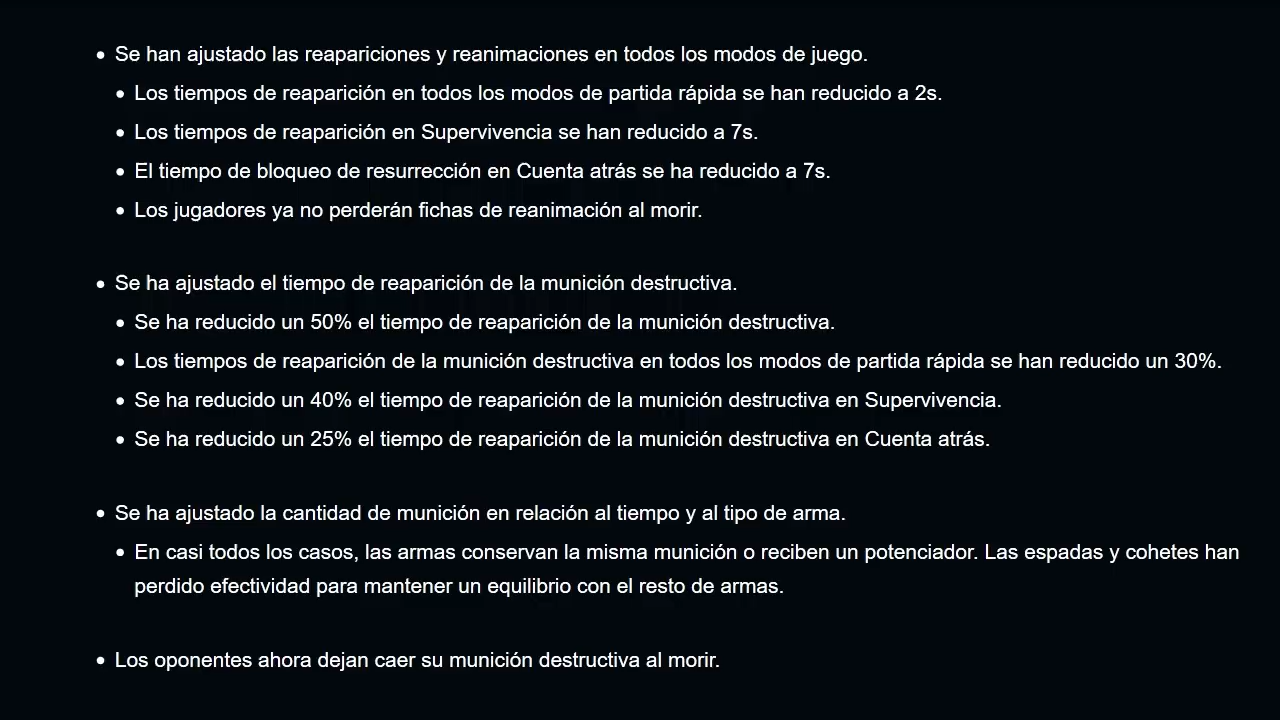 Se han ajustado las reapariciones y reanimaciones en todos los modos de juego.
Los tiempos de reaparición en todos los modos de partida rápida se han reducido a 2s.
Los tiempos de reaparición en Supervivencia se han reducido a 7s.
El tiempo de bloqueo de resurrección en Cuenta atrás se ha reducido a 7s.
Los jugadores ya no perderán fichas de reanimación al morir.
Se ha ajustado el tiempo de reaparición de la munición destructiva.
Se ha reducido un 50% el tiempo de reaparición de la munición destructiva.
Los tiempos de reaparición de la munición destructiva en todos los modos de partida rápida se han reducido un 30%.
Se ha reducido un 40% el tiempo de reaparición de la munición destructiva en Supervivencia.
Se ha reducido un 25% el tiempo de reaparición de la munición destructiva en Cuenta atrás.
Se ha ajustado la cantidad de munición en relación al tiempo y al tipo de arma.
En casi todos los casos, las armas conservan la misma munición o reciben un potenciador. Las espadas y cohetes han
perdido efectividad para mantener un equilibrio con el resto de armas.
Los oponentes ahora dejan caer su munición destructiva al morir.